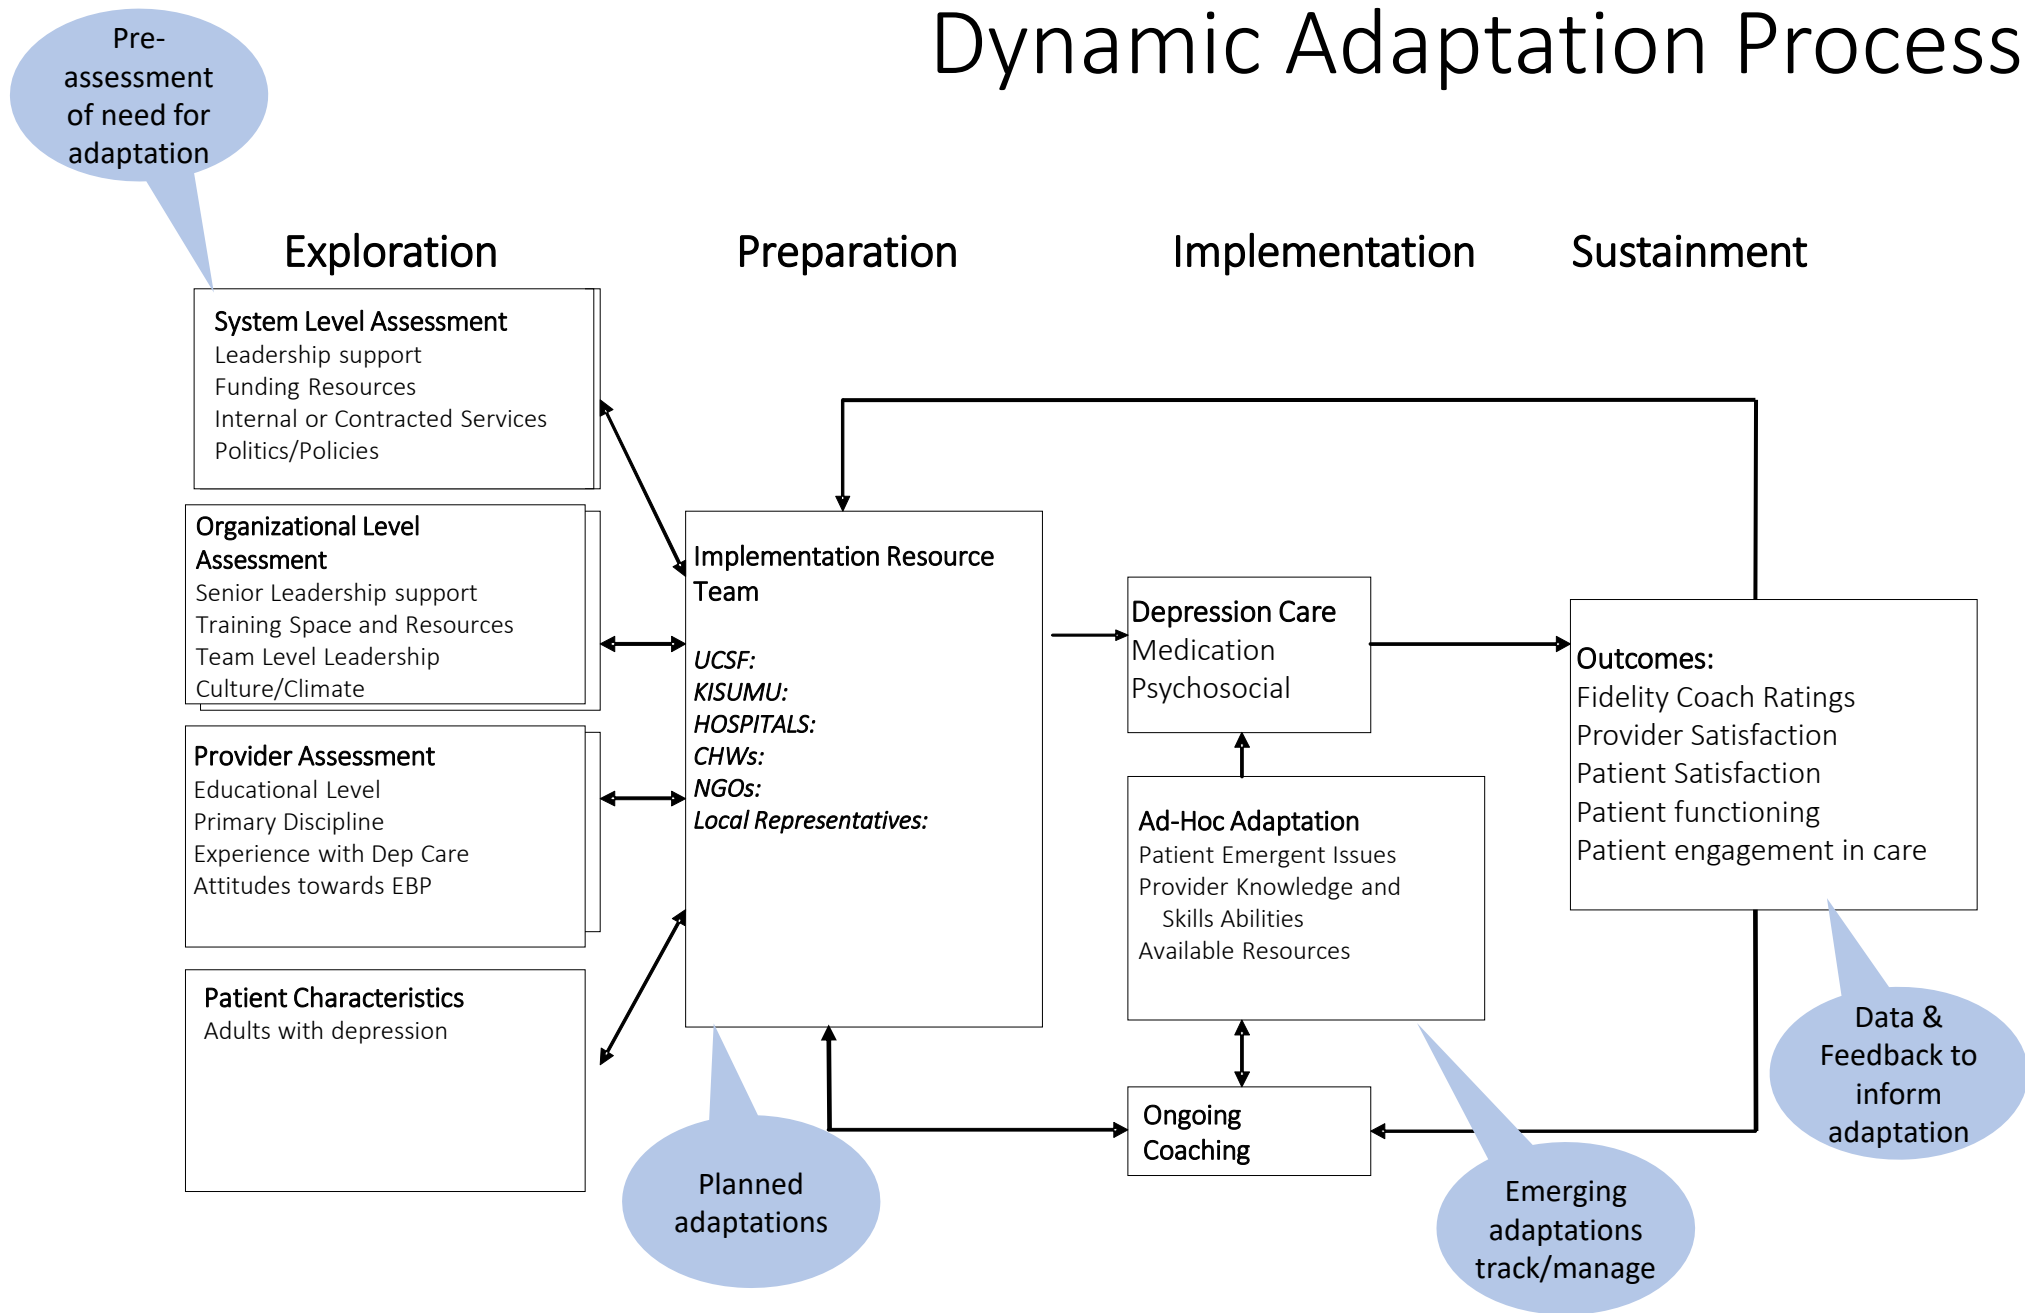 Dynamic Adaptation Process
Pre-
assessment
of need for
adaptation
Exploration
Preparation
Implementation
Sustainment
System Level Assessment
Leadership support
Funding Resources
Internal or Contracted Services
Politics/Policies
Organizational Level
Assessment
Senior Leadership support
Training Space and Resources
Team Level Leadership
Culture/Climate
Provider Assessment
Educational Level
Primary Discipline
Experience with Dep Care
Attitudes towards EBP
Patient Characteristics
Adults with depression
Implementation Resource
Team
UCSF:
KISUMU:
HOSPITALS:
CHWs:
NGOs:
Local Representatives:
Planned
adaptations
Depression Care
Medication
Psychosocial
Ad-Hoc Adaptation
Patient Emergent Issues
Provider Knowledge and
Skills Abilities
Available Resources
Ongoing
Coaching
Emerging
adaptations
track/manage
Outcomes:
Fidelity Coach Ratings
Provider Satisfaction
Patient Satisfaction
Patient functioning
Patient engagement in care
Data &
Feedback to
inform
adaptation